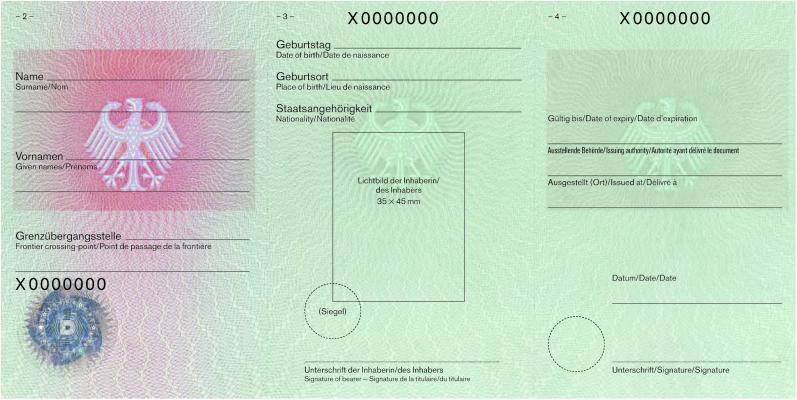 – 2 –
Name
Surname/Nom
Vornamen
Given names/Prénoms
Grenzübergangsstelle
Frontier crossing-point/Point de passage de la frontière
X0000000
D
– 3 –
X0000000
Geburtstag
Date of birth/Date de naissance
Geburtsort
Place of birth/Lieu de naissance
Staatsangehörigkeit
Nationality/Nationalité
Lichtbild der Inhaberin/
des Inhabers
35 × 45 mm
(Siegel)
Unterschrift der Inhaberin/des Inhabers
Signature of bearer – Signature de la titulaire/du titulaire
– 4 –
X0000000
Gültig bis/Date of expiry/Date d'expiration
Ausstellende Behörde/Issuing authority/Autorité ayant délivré le document
Ausgestellt (Ort)/Issued at/Délivré à
Datum/Date/Date
Unterschrift/Signature/Signature